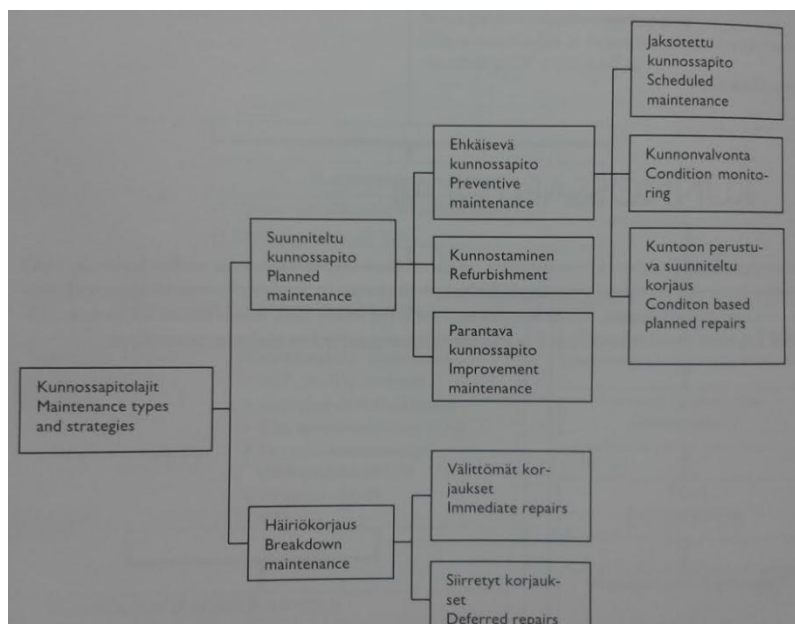 Jaksotettu
kunnossapito
Scheduled
maintenance
Ehkäisevä
kunnossapito
Preventive
maintenance
Kunnonvalvonta
Condition monito-
ring
Suunniteltu
kunnossapito
Planned
maintenance
Kunnostaminen
Refurbishment
Kuntoon perustu-
va suunniteltu
korjaus
Conditon based
planned repairs
Parantava
kunnossapito
Improvement
maintenance
Kunnossapitolajit
Maintenance types
and strategies
Välittömät kor-
jaukset
Immediate repairs
Häiriökorjaus
Breakdown
maintenance
Siirretyt korjauk-
set
Deferred repairs